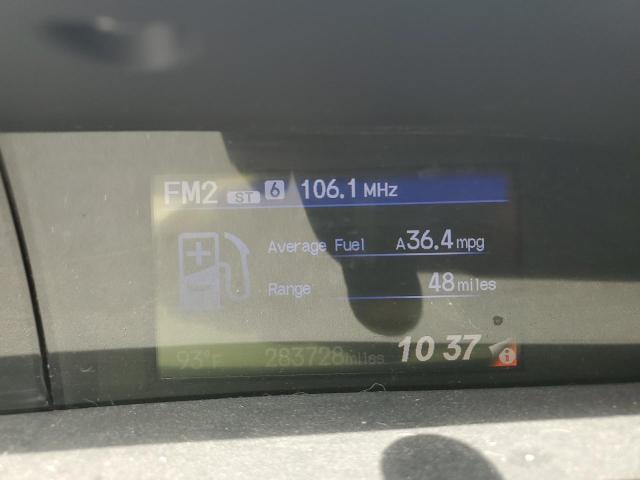 FM2 ST 6 106.1 MHz
Average Fuel A36.4 mpg
Range 48 miles
93°F 283728 miles 10 37 i